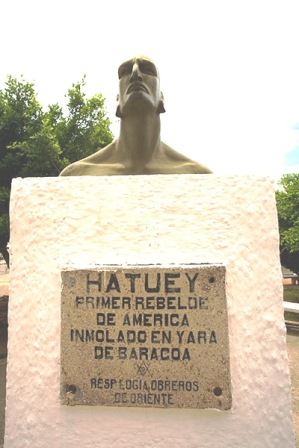 HATUEY
PRIMER REBELDE
DE AMERICA
INMOLADO EN YARA
DE BARACOA
RESP. LOGIA OBREROS
DE ORIENTE